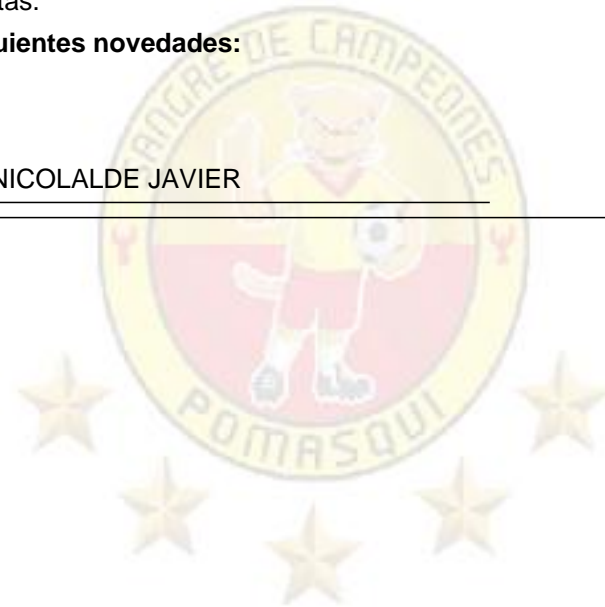 tas.
uientes novedades:
SANGRE DE CAMPEONES
NICOLALDE JAVIER
POMASQUI